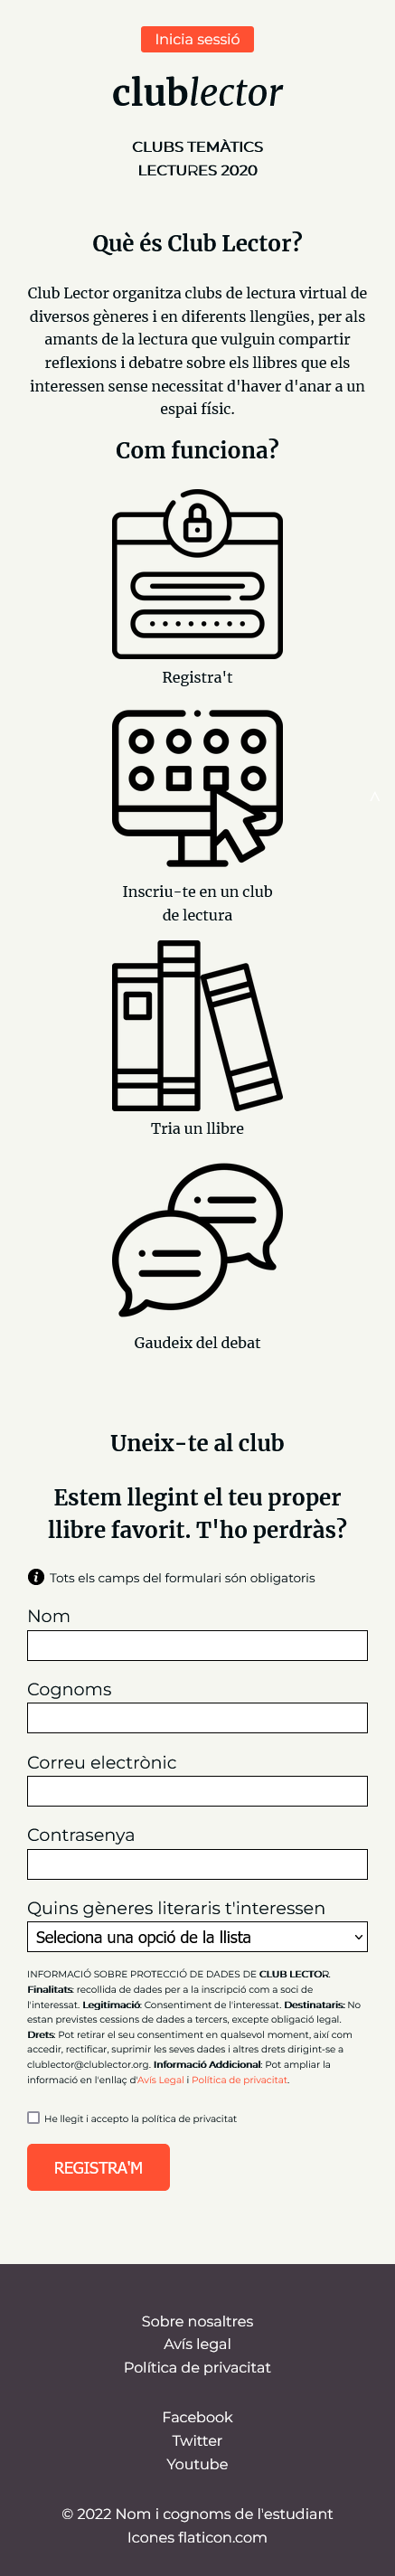 Inicia sessió
clublector
CLUBS TEMÀTICS
LECTURES 2020
Què és Club Lector?
Club Lector organitza clubs de lectura virtual de
diversos gèneres i en diferents llengües, per als
amants de la lectura que vulguin compartir
reflexions i debatre sobre els llibres que els
interessen sense necessitat d'haver d'anar a un
espai físic.
Com funciona?
Registra't
Inscriu-te en un club
de lectura
Tria un llibre
Gaudeix del debat
Uneix-te al club
Estem llegint el teu proper
llibre favorit. T'ho perdràs?
Tots els camps del formulari són obligatoris
Nom
Cognoms
Correu electrònic
Contrasenya
Quins gèneres literaris t'interessen
Seleciona una opció de la llista
INFORMACIÓ SOBRE PROTECCIÓ DE DADES DE CLUB LECTOR.
Finalitats: recollida de dades per a la inscripció com a soci de
l'interessat. Legitimació: Consentiment de l'interessat. Destinataris: No
estan previstes cessions de dades a tercers, excepte obligació legal.
Drets: Pot retirar el seu consentiment en qualsevol moment, així com
accedir, rectificar, suprimir les seves dades i altres drets dirigint-se a
clublector@clublector.org. Informació Addicional: Pot ampliar la
informació en l'enllaç d'Avís Legal i Política de privacitat.
He llegit i accepto la política de privacitat
REGISTRA'M
Sobre nosaltres
Avís legal
Política de privacitat
Facebook
Twitter
Youtube
© 2022 Nom i cognoms de l'estudiant
Icones flaticon.com